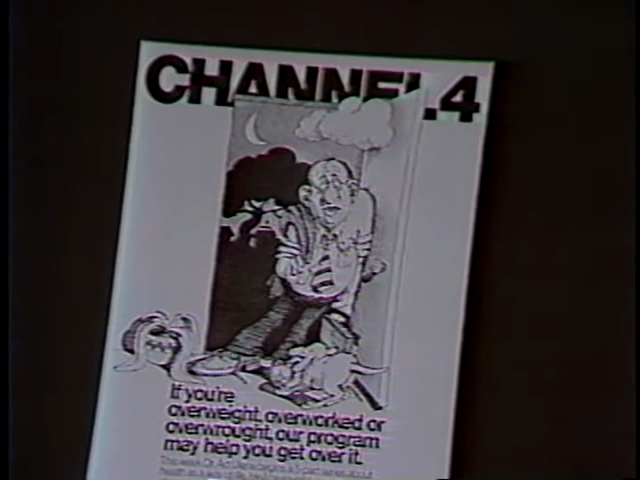 CHANNEL 4
If you're
overweight, overworked or
overwrought, our program
may help you get over it.